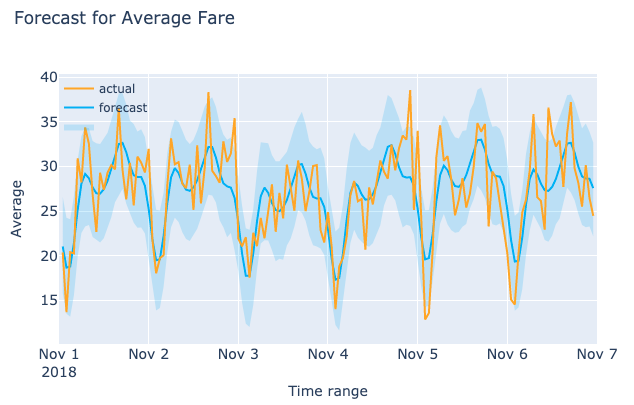 Forecast for Average Fare
actual
forecast
40
35
30
25
20
15
Average
Nov 1
2018
Nov 2
Nov 3
Nov 4
Nov 5
Nov 6
Nov 7
Time range